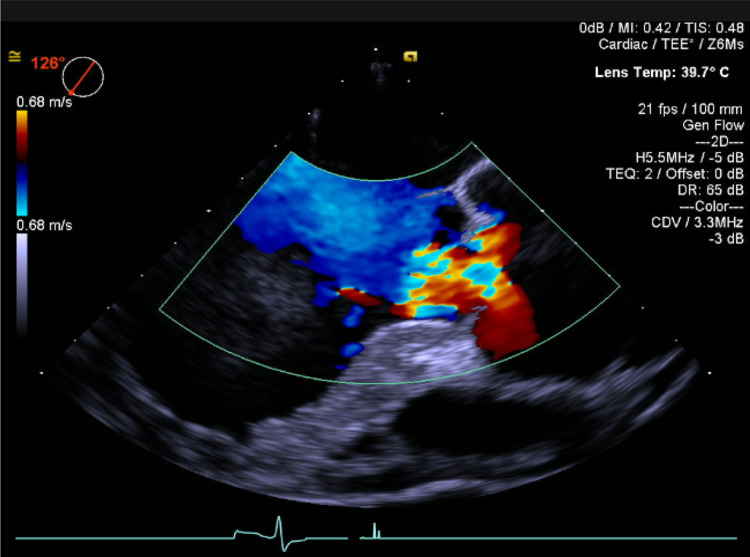 0dB / MI: 0.42 / TIS: 0.48
Cardiac / TEE* / Z6Ms
Lens Temp: 39.7° C
126°
0.68 m/s
0.68 m/s
21 fps / 100 mm
Gen Flow
---2D---
H5.5MHz / -5 dB
TEQ: 2 / Offset: 0 dB
DR: 65 dB
---Color---
CDV / 3.3MHz
-3 dB